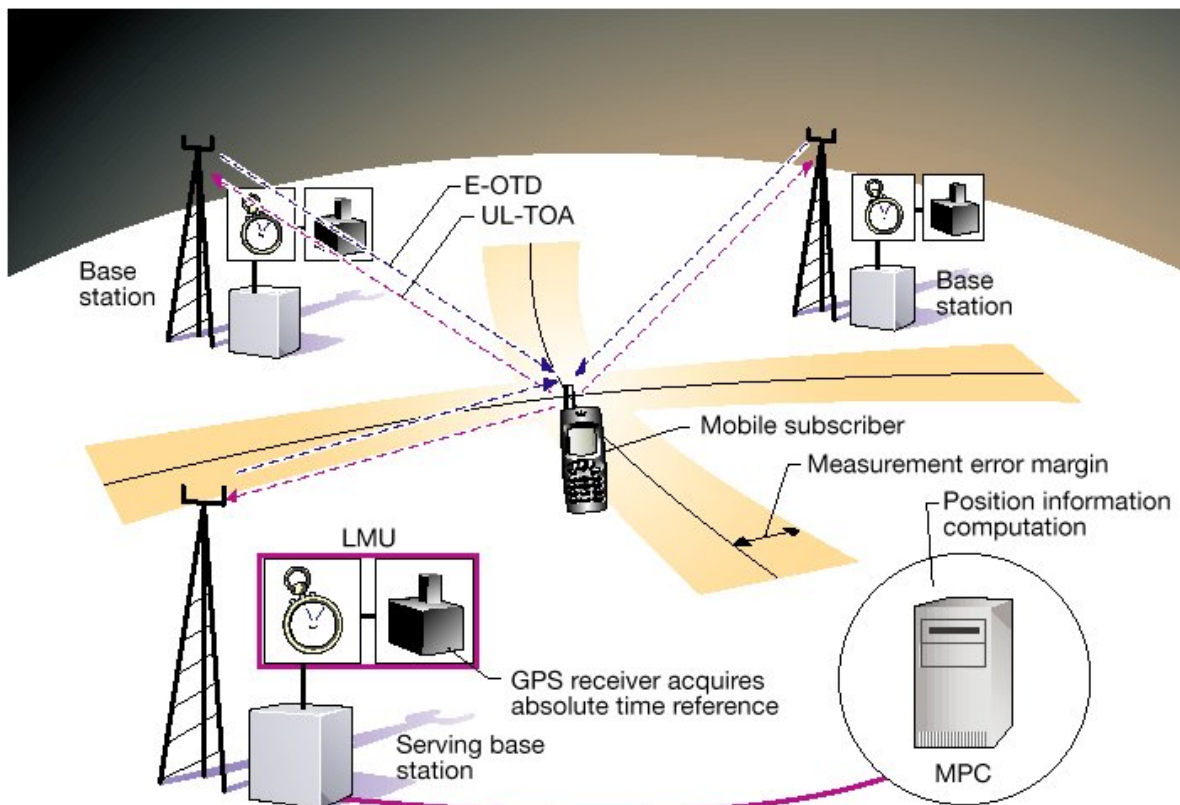 E-OTD
UL-TOA
Base
station
Base
station
Mobile subscriber
Measurement error margin
Position information
computation
LMU
GPS receiver acquires
absolute time reference
Serving base
station
MPC